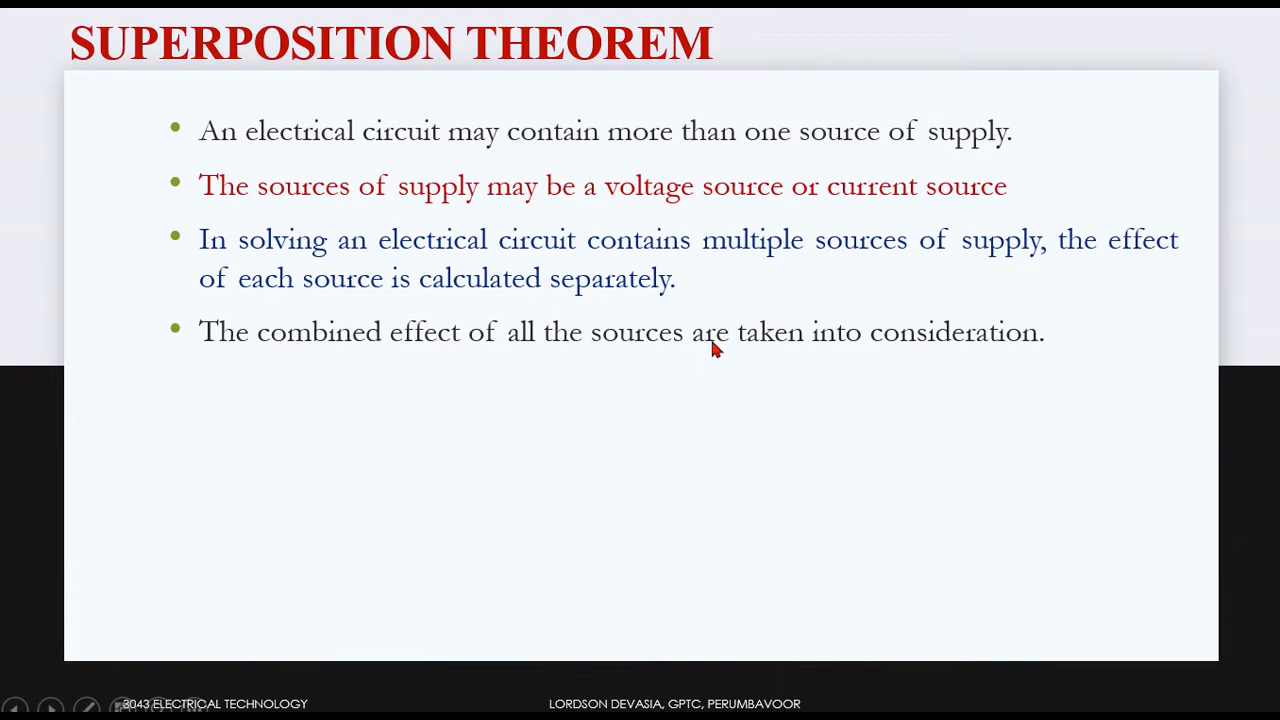 SUPERPOSITION THEOREM
• An electrical circuit may contain more than one source of supply.
• The sources of supply may be a voltage source or current source
• In solving an electrical circuit contains multiple sources of supply, the effect
of each source is calculated separately.
• The combined effect of all the sources are taken into consideration.
3043 ELECTRICAL TECHNOLOGY
LORDSON DEVASIA, GPTC, PERUMBAVOOR